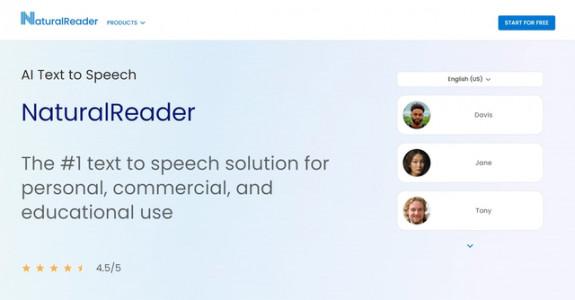 NaturalReader
PRODUCTS
START FOR FREE
AI Text to Speech
English (US)
NaturalReader
Davis
The #1 text to speech solution for
personal, commercial, and
educational use
Jane
Tony
4.5/5